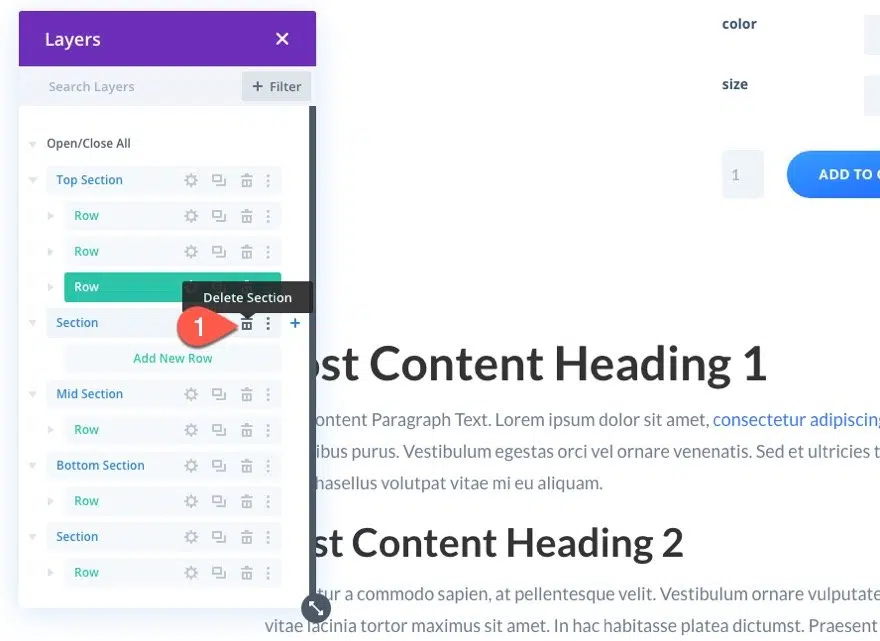 Layers
Search Layers
+ Filter
Open/Close All
Top Section
Row
Row
Row
Delete Section
Section
1
Add New Row
Mid Section
Row
Bottom Section
Row
Section
Row
color
size
1
ADD TO
st Content Heading 1
ontent Paragraph Text. Lorem ipsum dolor sit amet, consectetur adipiscing
ibus purus. Vestibulum egestas orci vel ornare venenatis. Sed et ultricies
hasellus volutpat vitae mi eu aliquam.
st Content Heading 2
tur a commodo sapien, at pellentesque velit. Vestibulum ornare vulputate
vitae lacinia tortor maximus sit amet. In hac habitasse platea dictumst. Praesent